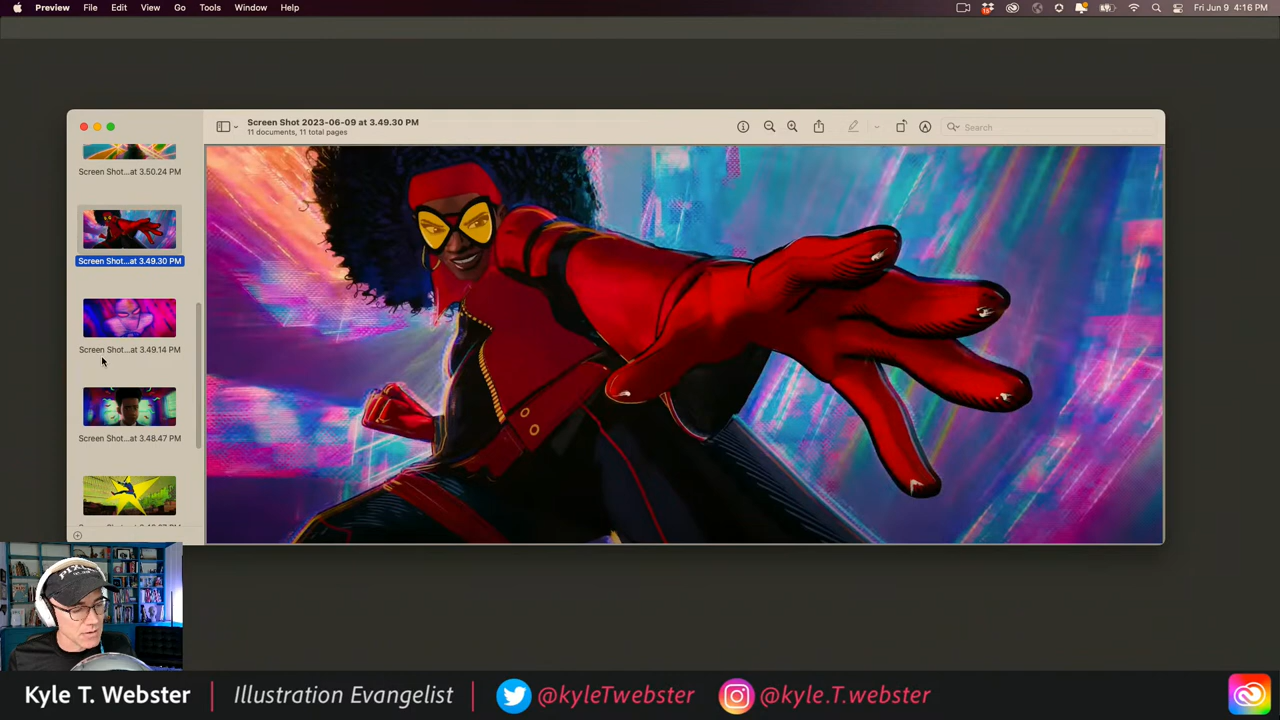 Preview File Edit View Go Tools Window Help
Fri Jun 9 4:16 PM
Screen Shot 2023-06-09 at 3.49.30 PM
11 documents, 11 total pages
Search
Screen Shot...at 3.50.24 PM
Screen Shot...at 3.49.30 PM
Screen Shot...at 3.49.14 PM
Screen Shot...at 3.48.47 PM
Kyle T. Webster | Illustration Evangelist | @kyleTwebster @kyle.T.webster